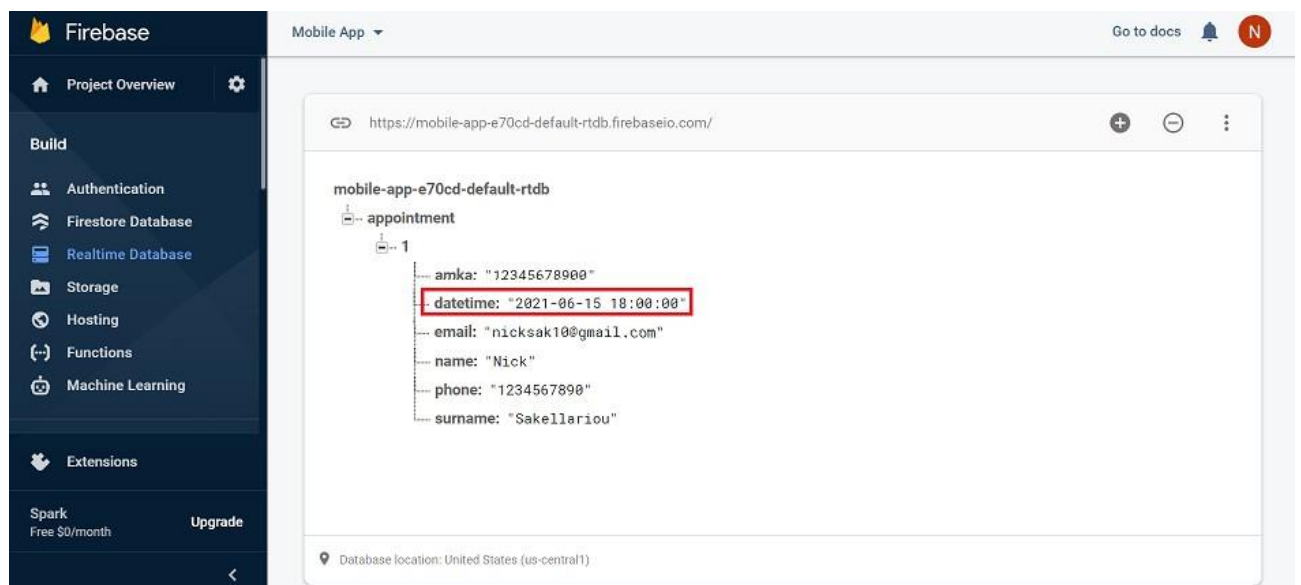 Firebase
Mobile App
Go to docs
N
Project Overview
https://mobile-app-e70cd-default-rtdb.firebaseio.com/
Build
Authentication
Firestore Database
Realtime Database
Storage
Hosting
Functions
Machine Learning
Extensions
Spark
Free $0/month
Upgrade
mobile-app-e70cd-default-rtdb
appointment
1
amka: "12345678900"
datetime: "2021-06-15 18:00:00"
email: "nicksak10@gmail.com"
name: "Nick"
phone: "1234567890"
surname: "Sakellariou"
Database location: United States (us-central1)